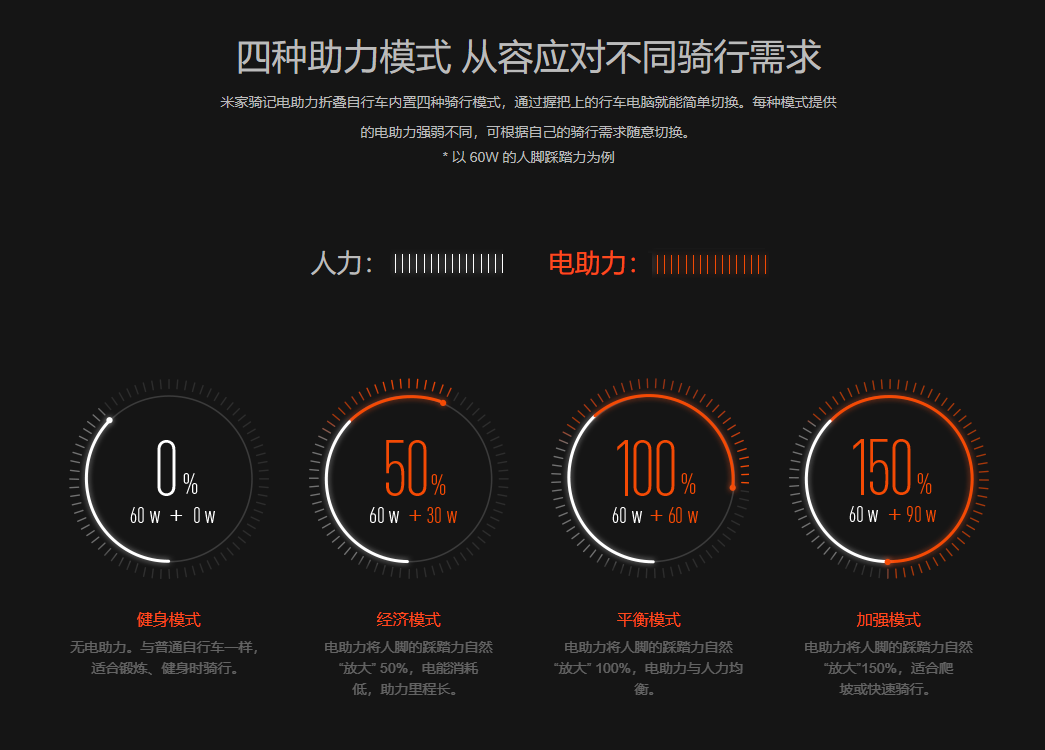 四种助力模式 从容应对不同骑行需求
米家骑记电助力折叠自行车内置四种骑行模式，通过握把上的行车电脑就能简单切换。每种模式提供
的电助力强弱不同，可根据自己的骑行需求随意切换。
* 以 60W 的人脚踩踏力为例
人力：
电助力：
0%
60 w + 0 w
50%
60 w + 30 w
100%
60 w + 60 w
150%
60 w + 90 w
健身模式
无电助力。与普通自行车一样，
适合锻炼、健身时骑行。
经济模式
电助力将人脚的踩踏力自然
“放大” 50%，电能消耗
低，助力里程长。
平衡模式
电助力将人脚的踩踏力自然
“放大” 100%，电助力与人力均
衡。
加强模式
电助力将人脚的踩踏力自然
“放大”150%，适合爬
坡或快速骑行。